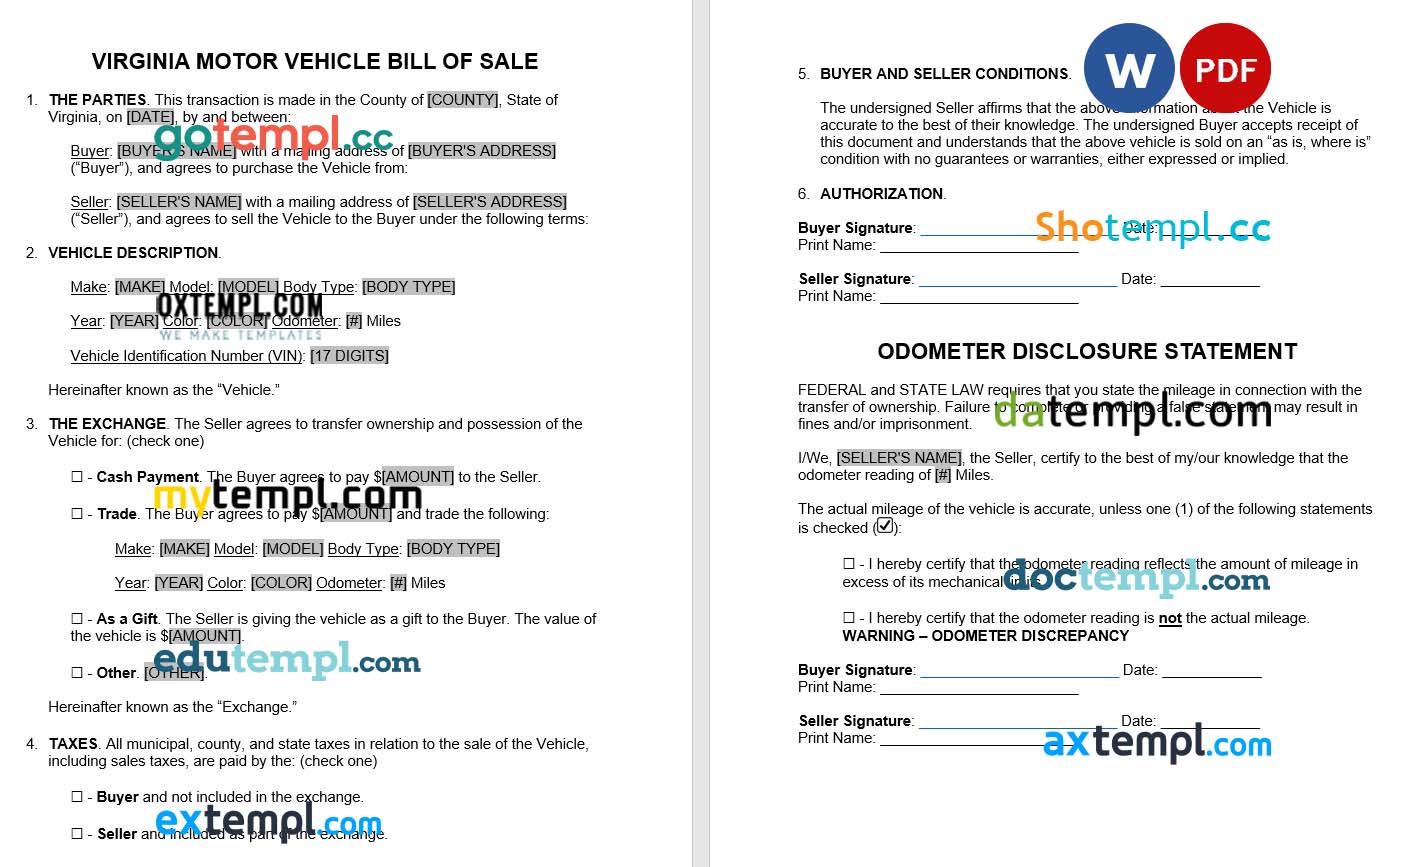 VIRGINIA MOTOR VEHICLE BILL OF SALE
1. THE PARTIES. This transaction is made in the County of [COUNTY], State of
Virginia, on [DATE], by and between:
gotempl.cc
Buyer: [BUYER'S NAME] with a mailing address of [BUYER'S ADDRESS]
(“Buyer”), and agrees to purchase the Vehicle from:
Seller: [SELLER'S NAME] with a mailing address of [SELLER'S ADDRESS]
(“Seller”), and agrees to sell the Vehicle to the Buyer under the following terms:
2. VEHICLE DESCRIPTION.
Make: [MAKE] Model: [MODEL] Body Type: [BODY TYPE]
OXTEMPL.COM
Year: [YEAR] Color: [COLOR] Odometer: [#] Miles
WE MAKE TEMPLATES
Vehicle Identification Number (VIN): [17 DIGITS]
Hereinafter known as the “Vehicle.”
3. THE EXCHANGE. The Seller agrees to transfer ownership and possession of the
Vehicle for: (check one)
☐ - Cash Payment. The Buyer agrees to pay $[AMOUNT] to the Seller.
mytempl.com
☐ - Trade. The Buyer agrees to pay $[AMOUNT] and trade the following:
Make: [MAKE] Model: [MODEL] Body Type: [BODY TYPE]
Year: [YEAR] Color: [COLOR] Odometer: [#] Miles
☐ - As a Gift. The Seller is giving the vehicle as a gift to the Buyer. The value of
the vehicle is $[AMOUNT].
edutempl.com
☐ - Other. [OTHER].
Hereinafter known as the “Exchange.”
4. TAXES. All municipal, county, and state taxes in relation to the sale of the Vehicle,
including sales taxes, are paid by the: (check one)
☐ - Buyer and not included in the exchange.
extempl.com
☐ - Seller and included as part of the exchange.
W PDF
5. BUYER AND SELLER CONDITIONS.
The undersigned Seller affirms that the above information about the Vehicle is
accurate to the best of their knowledge. The undersigned Buyer accepts receipt of
this document and understands that the above vehicle is sold on an “as is, where is”
condition with no guarantees or warranties, either expressed or implied.
6. AUTHORIZATION.
Buyer Signature: ________________________ Date: ____________
Shotempl.cc
Print Name: ________________________
Seller Signature: ________________________ Date: ____________
Print Name: ________________________
ODOMETER DISCLOSURE STATEMENT
FEDERAL and STATE LAW requires that you state the mileage in connection with the
transfer of ownership. Failure to complete or providing a false statement may result in
fines and/or imprisonment.
datempl.com
I/We, [SELLER'S NAME], the Seller, certify to the best of my/our knowledge that the
odometer reading of [#] Miles.
The actual mileage of the vehicle is accurate, unless one (1) of the following statements
is checked (☑):
☐ - I hereby certify that the odometer reading reflects the amount of mileage in
excess of its mechanical limits.
doctempl.com
☐ - I hereby certify that the odometer reading is not the actual mileage.
WARNING – ODOMETER DISCREPANCY
Buyer Signature: ________________________ Date: ____________
Print Name: ________________________
Seller Signature: ________________________ Date: ____________
Print Name: ________________________
axtempl.com